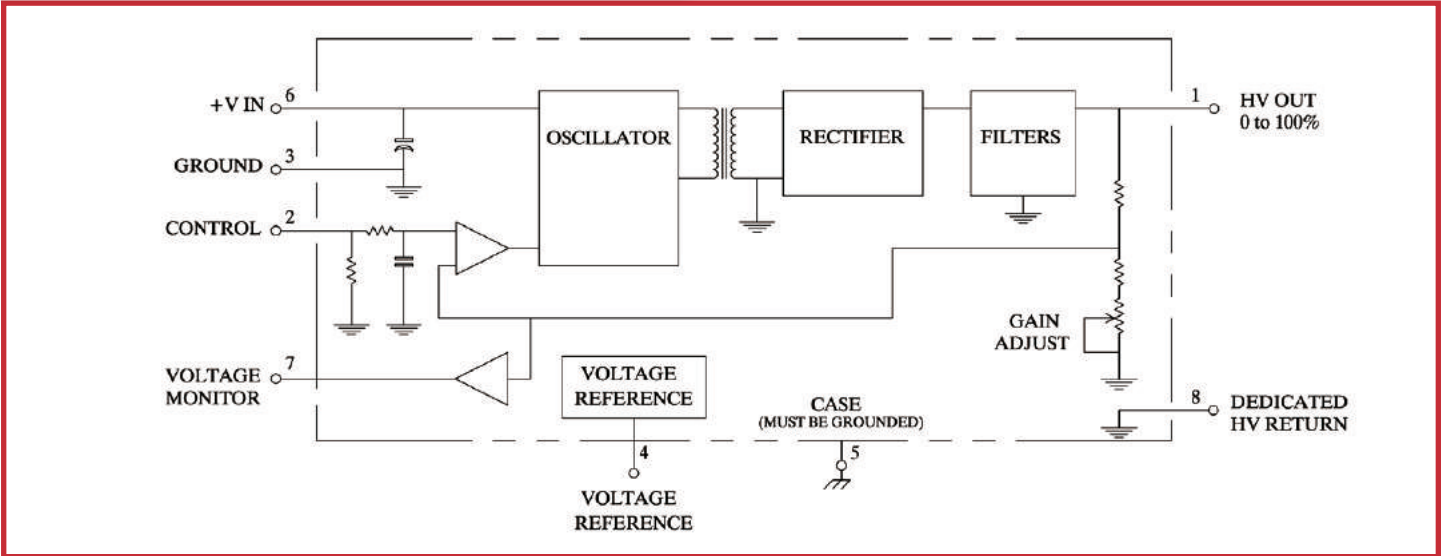 +V IN
6
GROUND
3
CONTROL
2
VOLTAGE
MONITOR
7
OSCILLATOR
RECTIFIER
FILTERS
1
HV OUT
0 to 100%
GAIN
ADJUST
VOLTAGE
REFERENCE
4
VOLTAGE
REFERENCE
CASE
(MUST BE GROUNDED)
5
8
DEDICATED
HV RETURN